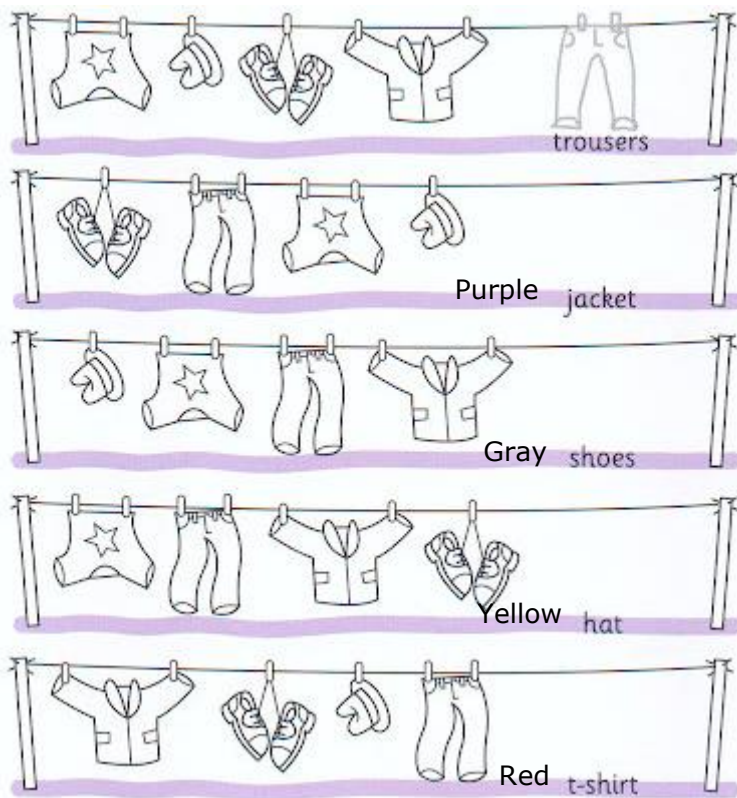 trousers
Purple jacket
Gray shoes
Yellow hat
Red t-shirt